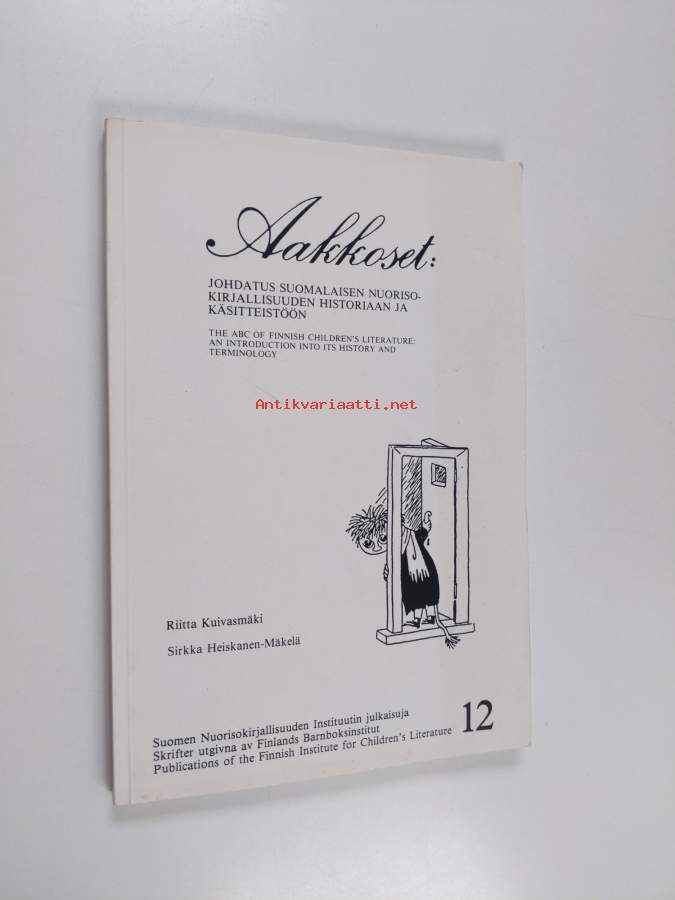 Aakkoset:
JOHDATUS SUOMALAISEN NUORISO-
KIRJALLISUUDEN HISTORIAAN JA
KÄSITTEISTÖÖN
THE ABC OF FINNISH CHILDREN'S LITERATURE:
AN INTRODUCTION INTO ITS HISTORY AND
TERMINOLOGY
Antikvariaatti.net
Riitta Kuivasmäki
Sirkka Heiskanen-Mäkelä
Suomen Nuorisokirjallisuuden Instituutin julkaisuja
Skrifter utgivna av Finlands Barnboksinstitut
Publications of the Finnish Institute for Children's Literature 12